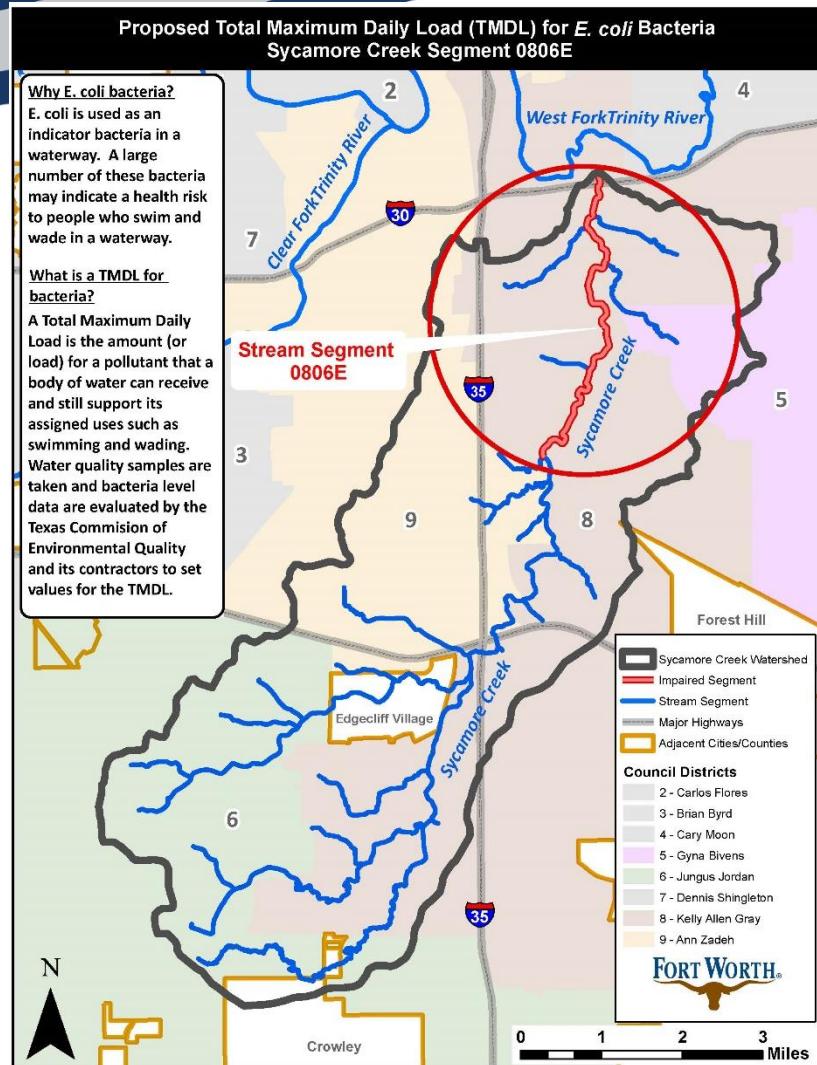 Proposed Total Maximum Daily Load (TMDL) for E. coli Bacteria
Sycamore Creek Segment 0806E
Why E. coli bacteria?
E. coli is used as an
indicator bacteria in a
waterway. A large
number of these bacteria
may indicate a health risk
to people who swim and
wade in a waterway.
What is a TMDL for
bacteria?
A Total Maximum Daily
Load is the amount (or
load) for a pollutant that a
body of water can receive
and still support its
assigned uses such as
swimming and wading.
Water quality samples are
taken and bacteria level
data are evaluated by the
Texas Commision of
Environmental Quality
and its contractors to set
values for the TMDL.
2
4
West ForkTrinity River
Clear ForkTrinity River
30
7
Stream Segment
0806E
35
Sycamore Creek
5
3
9
8
Forest Hill
Edgecliff Village
Sycamore Creek
6
35
Crowley
N
Sycamore Creek Watershed
Impaired Segment
Stream Segment
Major Highways
Adjacent Cities/Counties
Council Districts
2 - Carlos Flores
3 - Brian Byrd
4 - Cary Moon
5 - Gyna Bivens
6 - Jungus Jordan
7 - Dennis Shingleton
8 - Kelly Allen Gray
9 - Ann Zadeh
FORT WORTH®
0 1 2 3
Miles